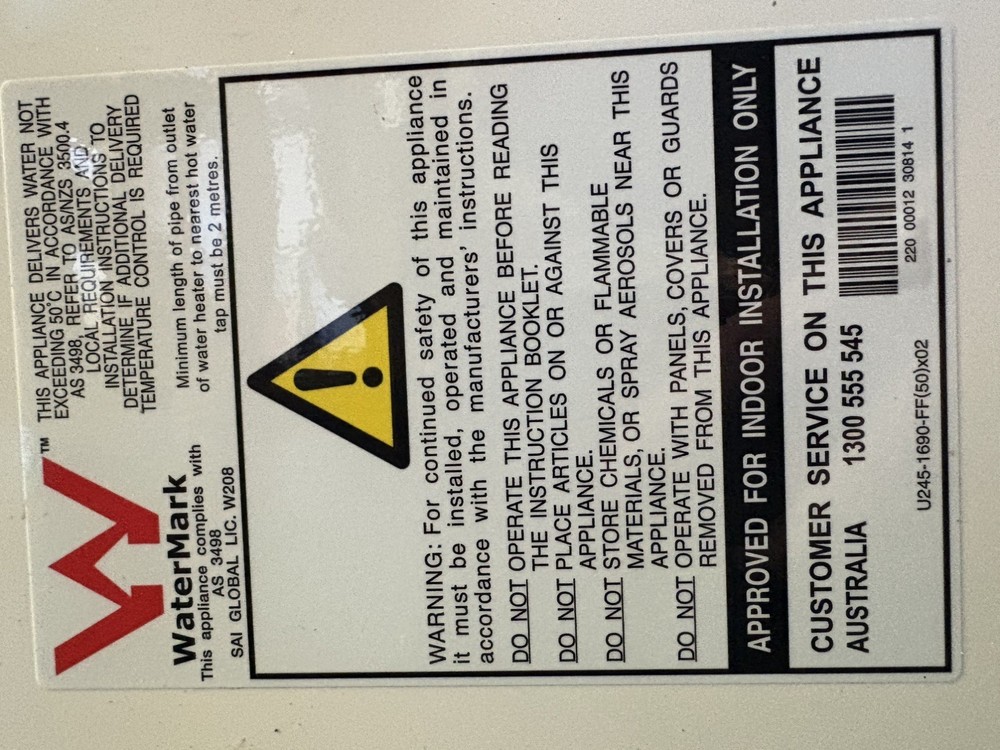 THIS APPLIANCE DELIVERS WATER NOT
EXCEEDING 50°C IN ACCORDANCE WITH
AS 3498. REFER TO AS/NZS 3500.4
LOCAL REQUIREMENTS AND
INSTALLATION INSTRUCTIONS TO
DETERMINE IF ADDITIONAL DELIVERY
TEMPERATURE CONTROL IS REQUIRED
Minimum length of pipe from outlet
of water heater to nearest hot water
tap must be 2 metres.
TM
WaterMark
This appliance complies with
AS 3498
SAI GLOBAL LIC. W208
WARNING: For continued safety of this appliance
it must be installed, operated and maintained in
accordance with the manufacturers' instructions.
DO NOT OPERATE THIS APPLIANCE BEFORE READING
THE INSTRUCTION BOOKLET.
DO NOT PLACE ARTICLES ON OR AGAINST THIS
APPLIANCE.
DO NOT STORE CHEMICALS OR FLAMMABLE
MATERIALS, OR SPRAY AEROSOLS NEAR THIS
APPLIANCE.
DO NOT OPERATE WITH PANELS, COVERS OR GUARDS
REMOVED FROM THIS APPLIANCE.
APPROVED FOR INDOOR INSTALLATION ONLY
CUSTOMER SERVICE ON THIS APPLIANCE
AUSTRALIA 1300 555 545
220 00012 30814 1
U245-1690-FF(50)x02